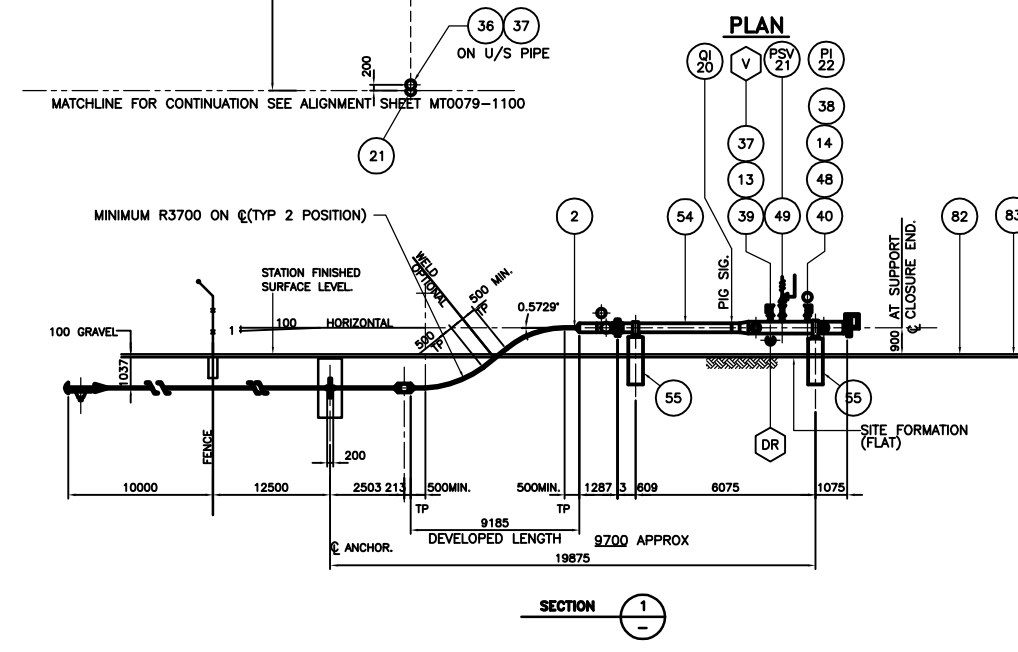 36 37
ON U/S PIPE
200
MATCHLINE FOR CONTINUATION SEE ALIGNMENT SHEET MT0079-1100
21
PLAN
QI
20
V
PSV
21
PI
22
38
37
14
13
48
39
49
40
MINIMUM R3700 ON ℄(TYP 2 POSITION)
2
54
82
83
WELD
OPTIONAL
500 MIN.
TP
500
TP
0.5729°
PIG SIG.
900 AT SUPPORT
℄ CLOSURE END.
STATION FINISHED
SURFACE LEVEL.
100 GRAVEL
1
100
HORIZONTAL
1037
FENCE
200
55
55
DR
SITE FORMATION
(FLAT)
10000
12500
2503
213
500MIN.
TP
500MIN.
TP
1287
3
609
6075
1075
9185
DEVELOPED LENGTH
9700 APPROX
℄ ANCHOR.
19875
SECTION
1
–